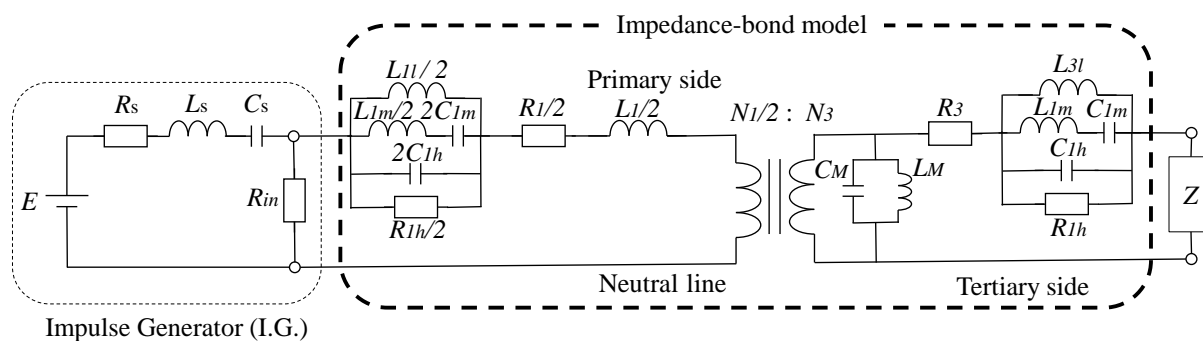 Impedance-bond model
L1l/2
Primary side
L3l
Rs Ls Cs
L1m/2 2C1m
R1/2 L1/2
N1/2 : N3
R3
L1m C1m
2C1h
CM LM
C1h
E
Rin
Z
R1h/2
R1h
Neutral line
Tertiary side
Impulse Generator (I.G.)